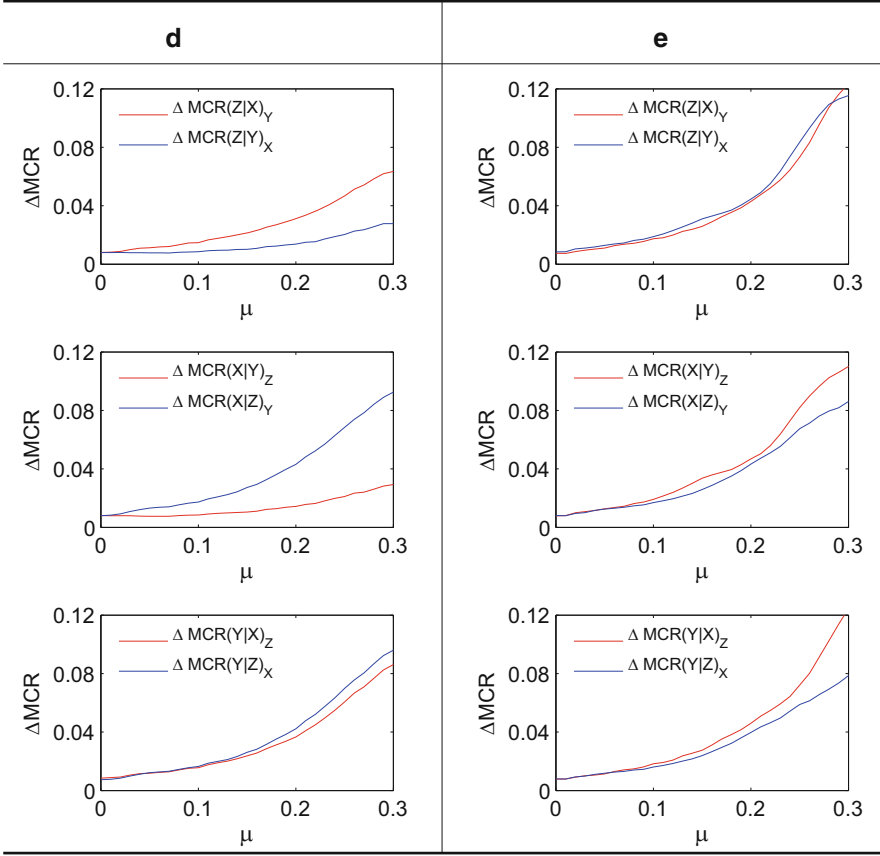 d e
0.12
0.08
0.04
0
ΔMCR
Δ MCR(Z|X)Y
Δ MCR(Z|Y)X
0 0.1 0.2 0.3
μ
0.12
0.08
0.04
0
ΔMCR
Δ MCR(Z|X)Y
Δ MCR(Z|Y)X
0 0.1 0.2 0.3
μ
0.12
0.08
0.04
0
ΔMCR
Δ MCR(X|Y)Z
Δ MCR(X|Z)Y
0 0.1 0.2 0.3
μ
0.12
0.08
0.04
0
ΔMCR
Δ MCR(X|Y)Z
Δ MCR(X|Z)Y
0 0.1 0.2 0.3
μ
0.12
0.08
0.04
0
ΔMCR
Δ MCR(Y|X)Z
Δ MCR(Y|Z)X
0 0.1 0.2 0.3
μ
0.12
0.08
0.04
0
ΔMCR
Δ MCR(Y|X)Z
Δ MCR(Y|Z)X
0 0.1 0.2 0.3
μ